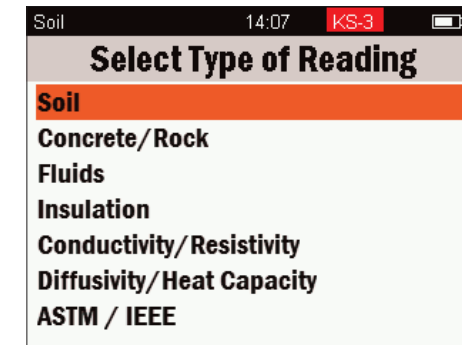 Soil 14:07 KS-3
Select Type of Reading
Soil
Concrete/Rock
Fluids
Insulation
Conductivity/Resistivity
Diffusivity/Heat Capacity
ASTM / IEEE